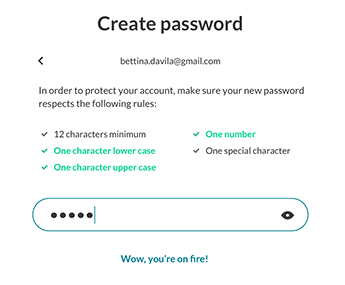 Create password
bettina.davila@gmail.com
In order to protect your account, make sure your new password
respects the following rules:
12 characters minimum
One number
One character lower case
One special character
One character upper case
Wow, you're on fire!